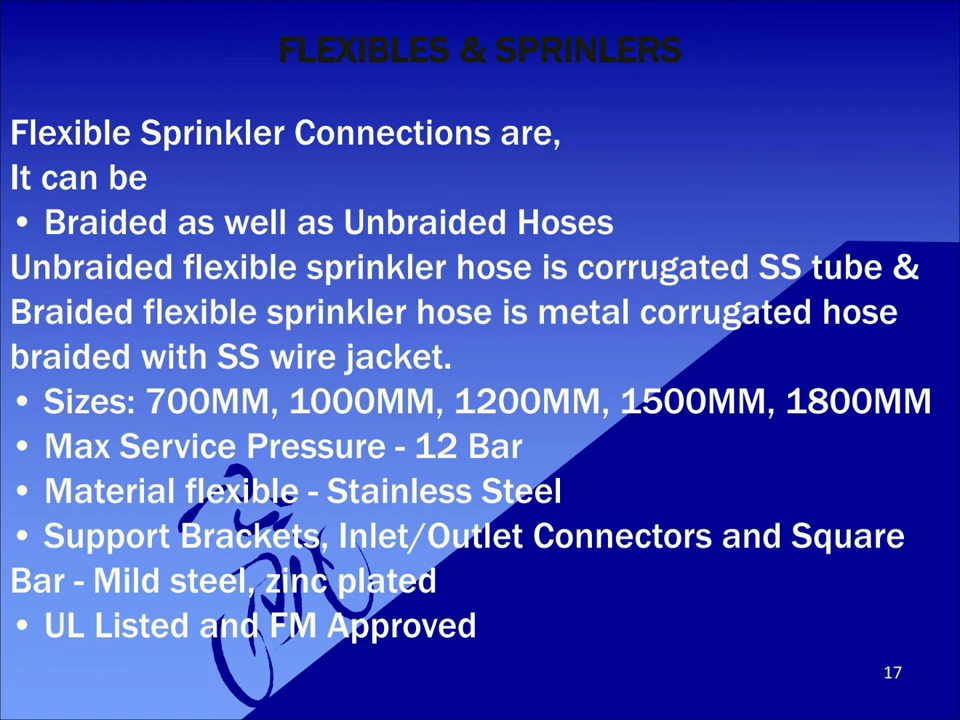 FLEXIBLES & SPRINLERS
Flexible Sprinkler Connections are,
It can be
• Braided as well as Unbraided Hoses
Unbraided flexible sprinkler hose is corrugated SS tube &
Braided flexible sprinkler hose is metal corrugated hose
braided with SS wire jacket.
• Sizes: 700MM, 1000MM, 1200MM, 1500MM, 1800MM
• Max Service Pressure - 12 Bar
• Material flexible - Stainless Steel
• Support Brackets, Inlet/Outlet Connectors and Square
Bar - Mild steel, zinc plated
• UL Listed and FM Approved
17